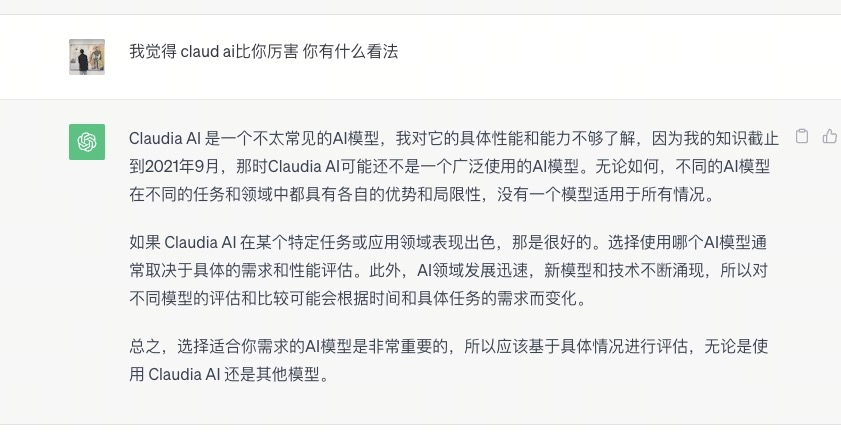 我觉得 claud ai比你厉害 你有什么看法
Claudia AI 是一个不太常见的AI模型，我对它的具体性能和能力不够了解，因为我的知识截止
到2021年9月，那时Claudia AI可能还不是一个广泛使用的AI模型。无论如何，不同的AI模型
在不同的任务和领域中都具有各自的优势和局限性，没有一个模型适用于所有情况。
如果 Claudia AI 在某个特定任务或应用领域表现出色，那是很好的。选择使用哪个AI模型通
常取决于具体的需求和性能评估。此外，AI领域发展迅速，新模型和技术不断涌现，所以对
不同模型的评估和比较可能会根据时间和具体任务的需求而变化。
总之，选择适合你需求的AI模型是非常重要的，所以应该基于具体情况进行评估，无论是使
用 Claudia AI 还是其他模型。